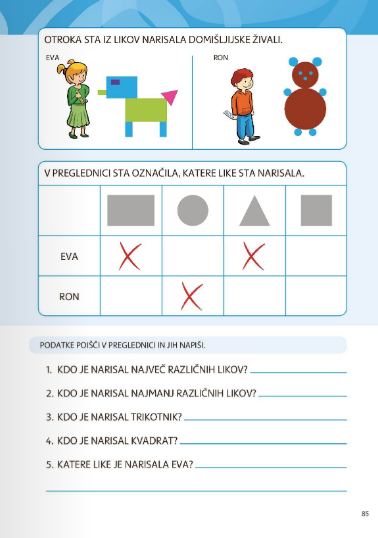 OTROKA STA IZ LIKOV NARISALA DOMIŠLJIJSKE ŽIVALI.
EVA
RON
V PREGLEDNICI STA OZNAČILA, KATERE LIKE STA NARISALA.
EVA
RON
PODATKE POIŠČI V PREGLEDNICI IN JIH NAPIŠI.
1. KDO JE NARISAL NAJVEČ RAZLIČNIH LIKOV?
2. KDO JE NARISAL NAJMANJ RAZLIČNIH LIKOV?
3. KDO JE NARISAL TRIKOTNIK?
4. KDO JE NARISAL KVADRAT?
5. KATERE LIKE JE NARISALA EVA?
85